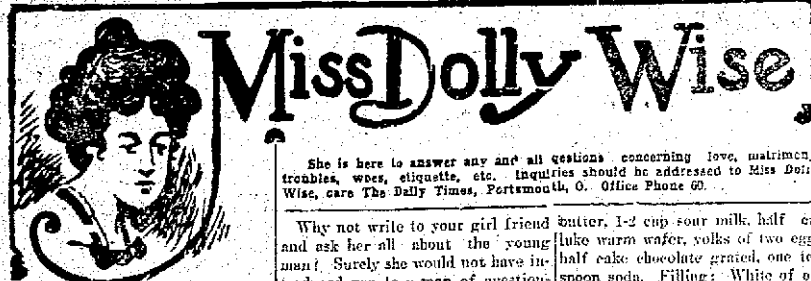 Miss Dolly Wise
She is here to answer any and all qestions concerning love, matrimon
troubles, woes, etiquette, etc. Inquiries should be addressed to Miss Doll
Wise, care The Daily Times, Portsmouth, O. Office Phone 60.
Why not write to your girl friend
and ask her all about the young
man? Surely she would not have in-
butter, 1-2 cup sour milk, half
luke warm water, yolks of two eggs
half cake chocolate grated, one
spoon soda. Filling: White of